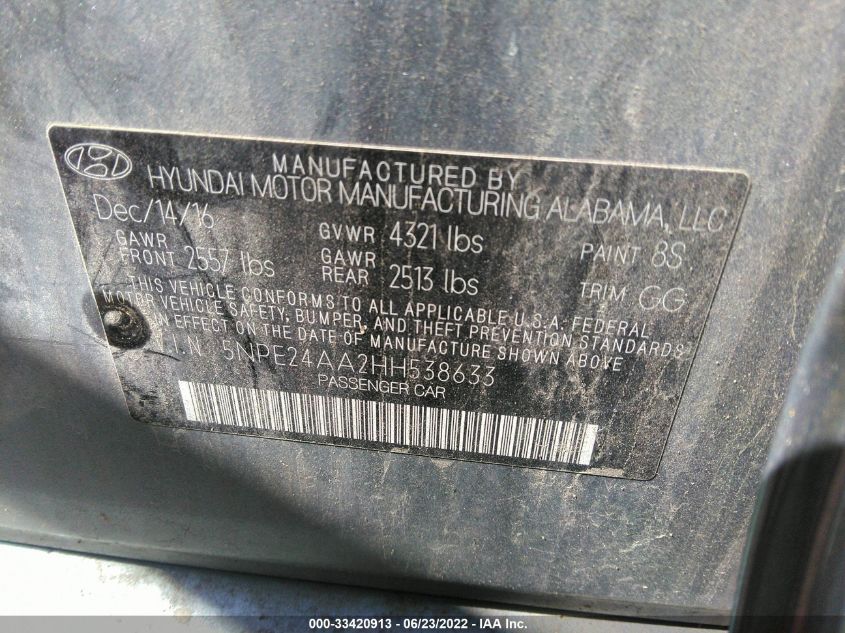 MANUFACTURED BY
HYUNDAI MOTOR MANUFACTURING ALABAMA, LLC
Dec/14/16 GVWR 4321 lbs PAINT 8S
GAWR FRONT 2557 lbs GAWR REAR 2513 lbs TRIM GG
THIS VEHICLE CONFORMS TO ALL APPLICABLE U.S.A. FEDERAL
MOTOR VEHICLE SAFETY, BUMPER, AND THEFT PREVENTION STANDARDS
IN EFFECT ON THE DATE OF MANUFACTURE SHOWN ABOVE
V.I.N 5NPE24AA2HH538633
PASSENGER CAR
000-33420913 - 06/23/2022 - IAA Inc.